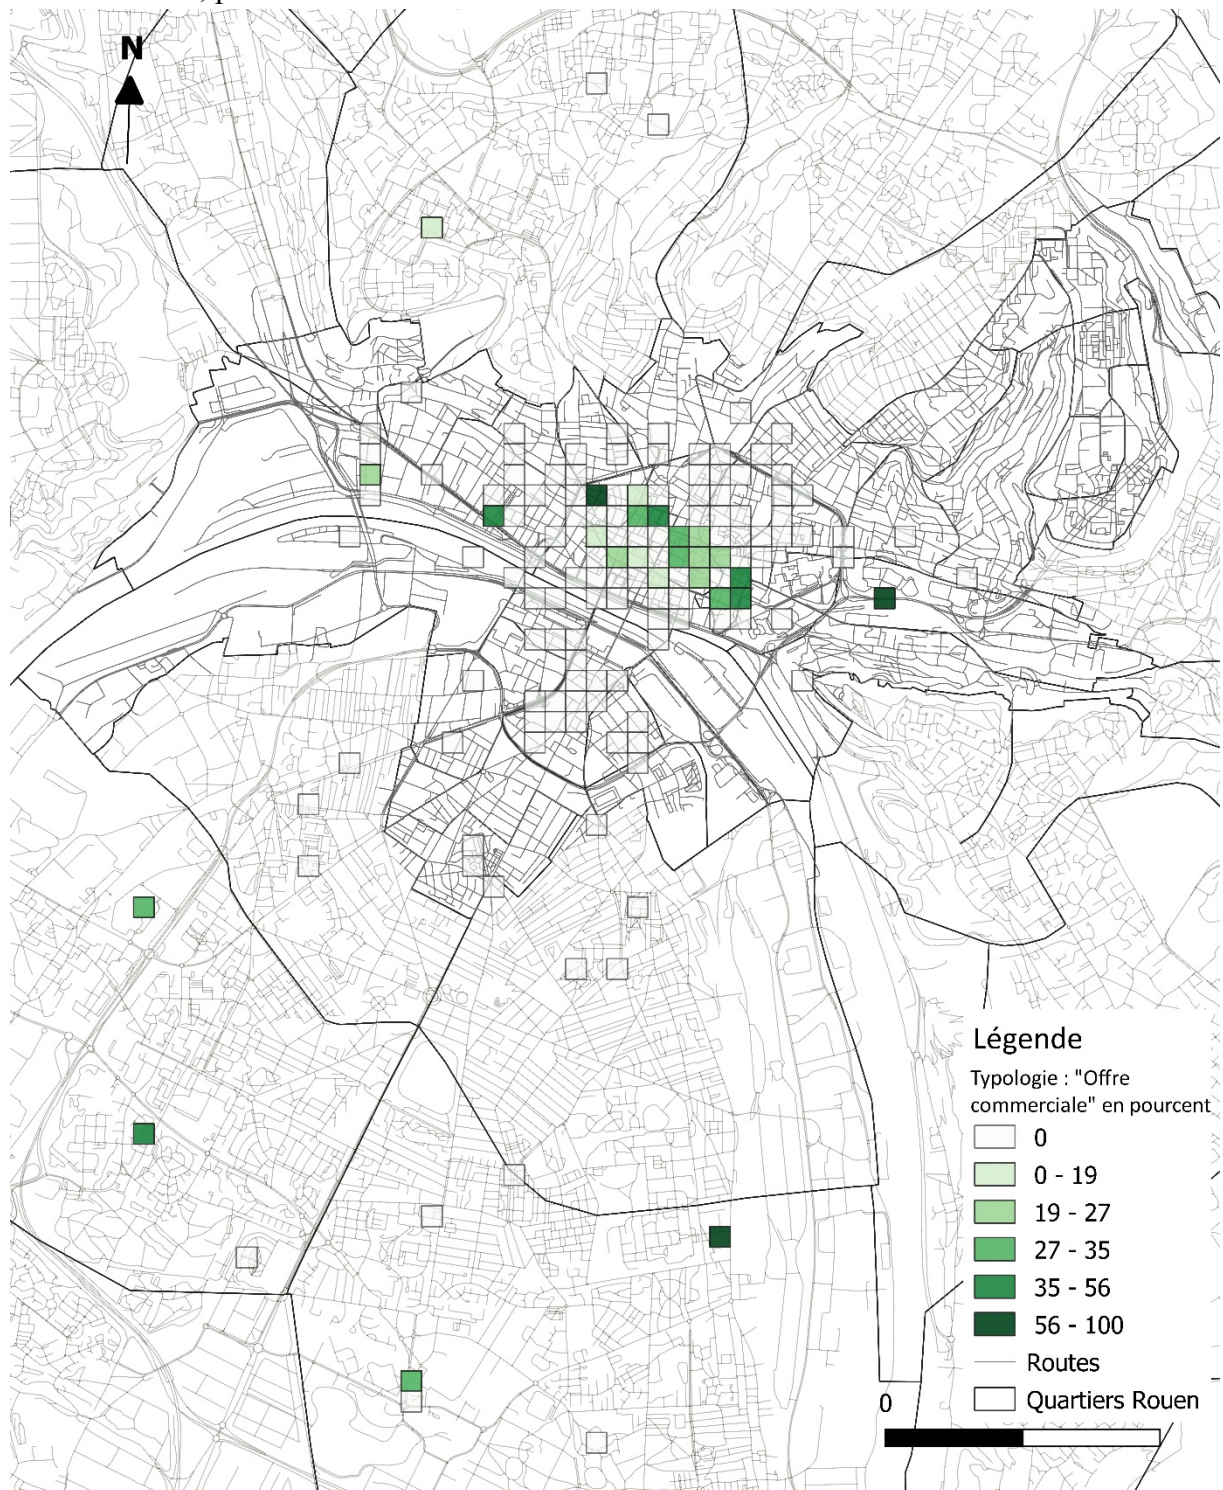 N
Légende
Typologie : "Offre
commerciale" en pourcent
0
0 - 19
19 - 27
27 - 35
35 - 56
56 - 100
Routes
Quartiers Rouen
0